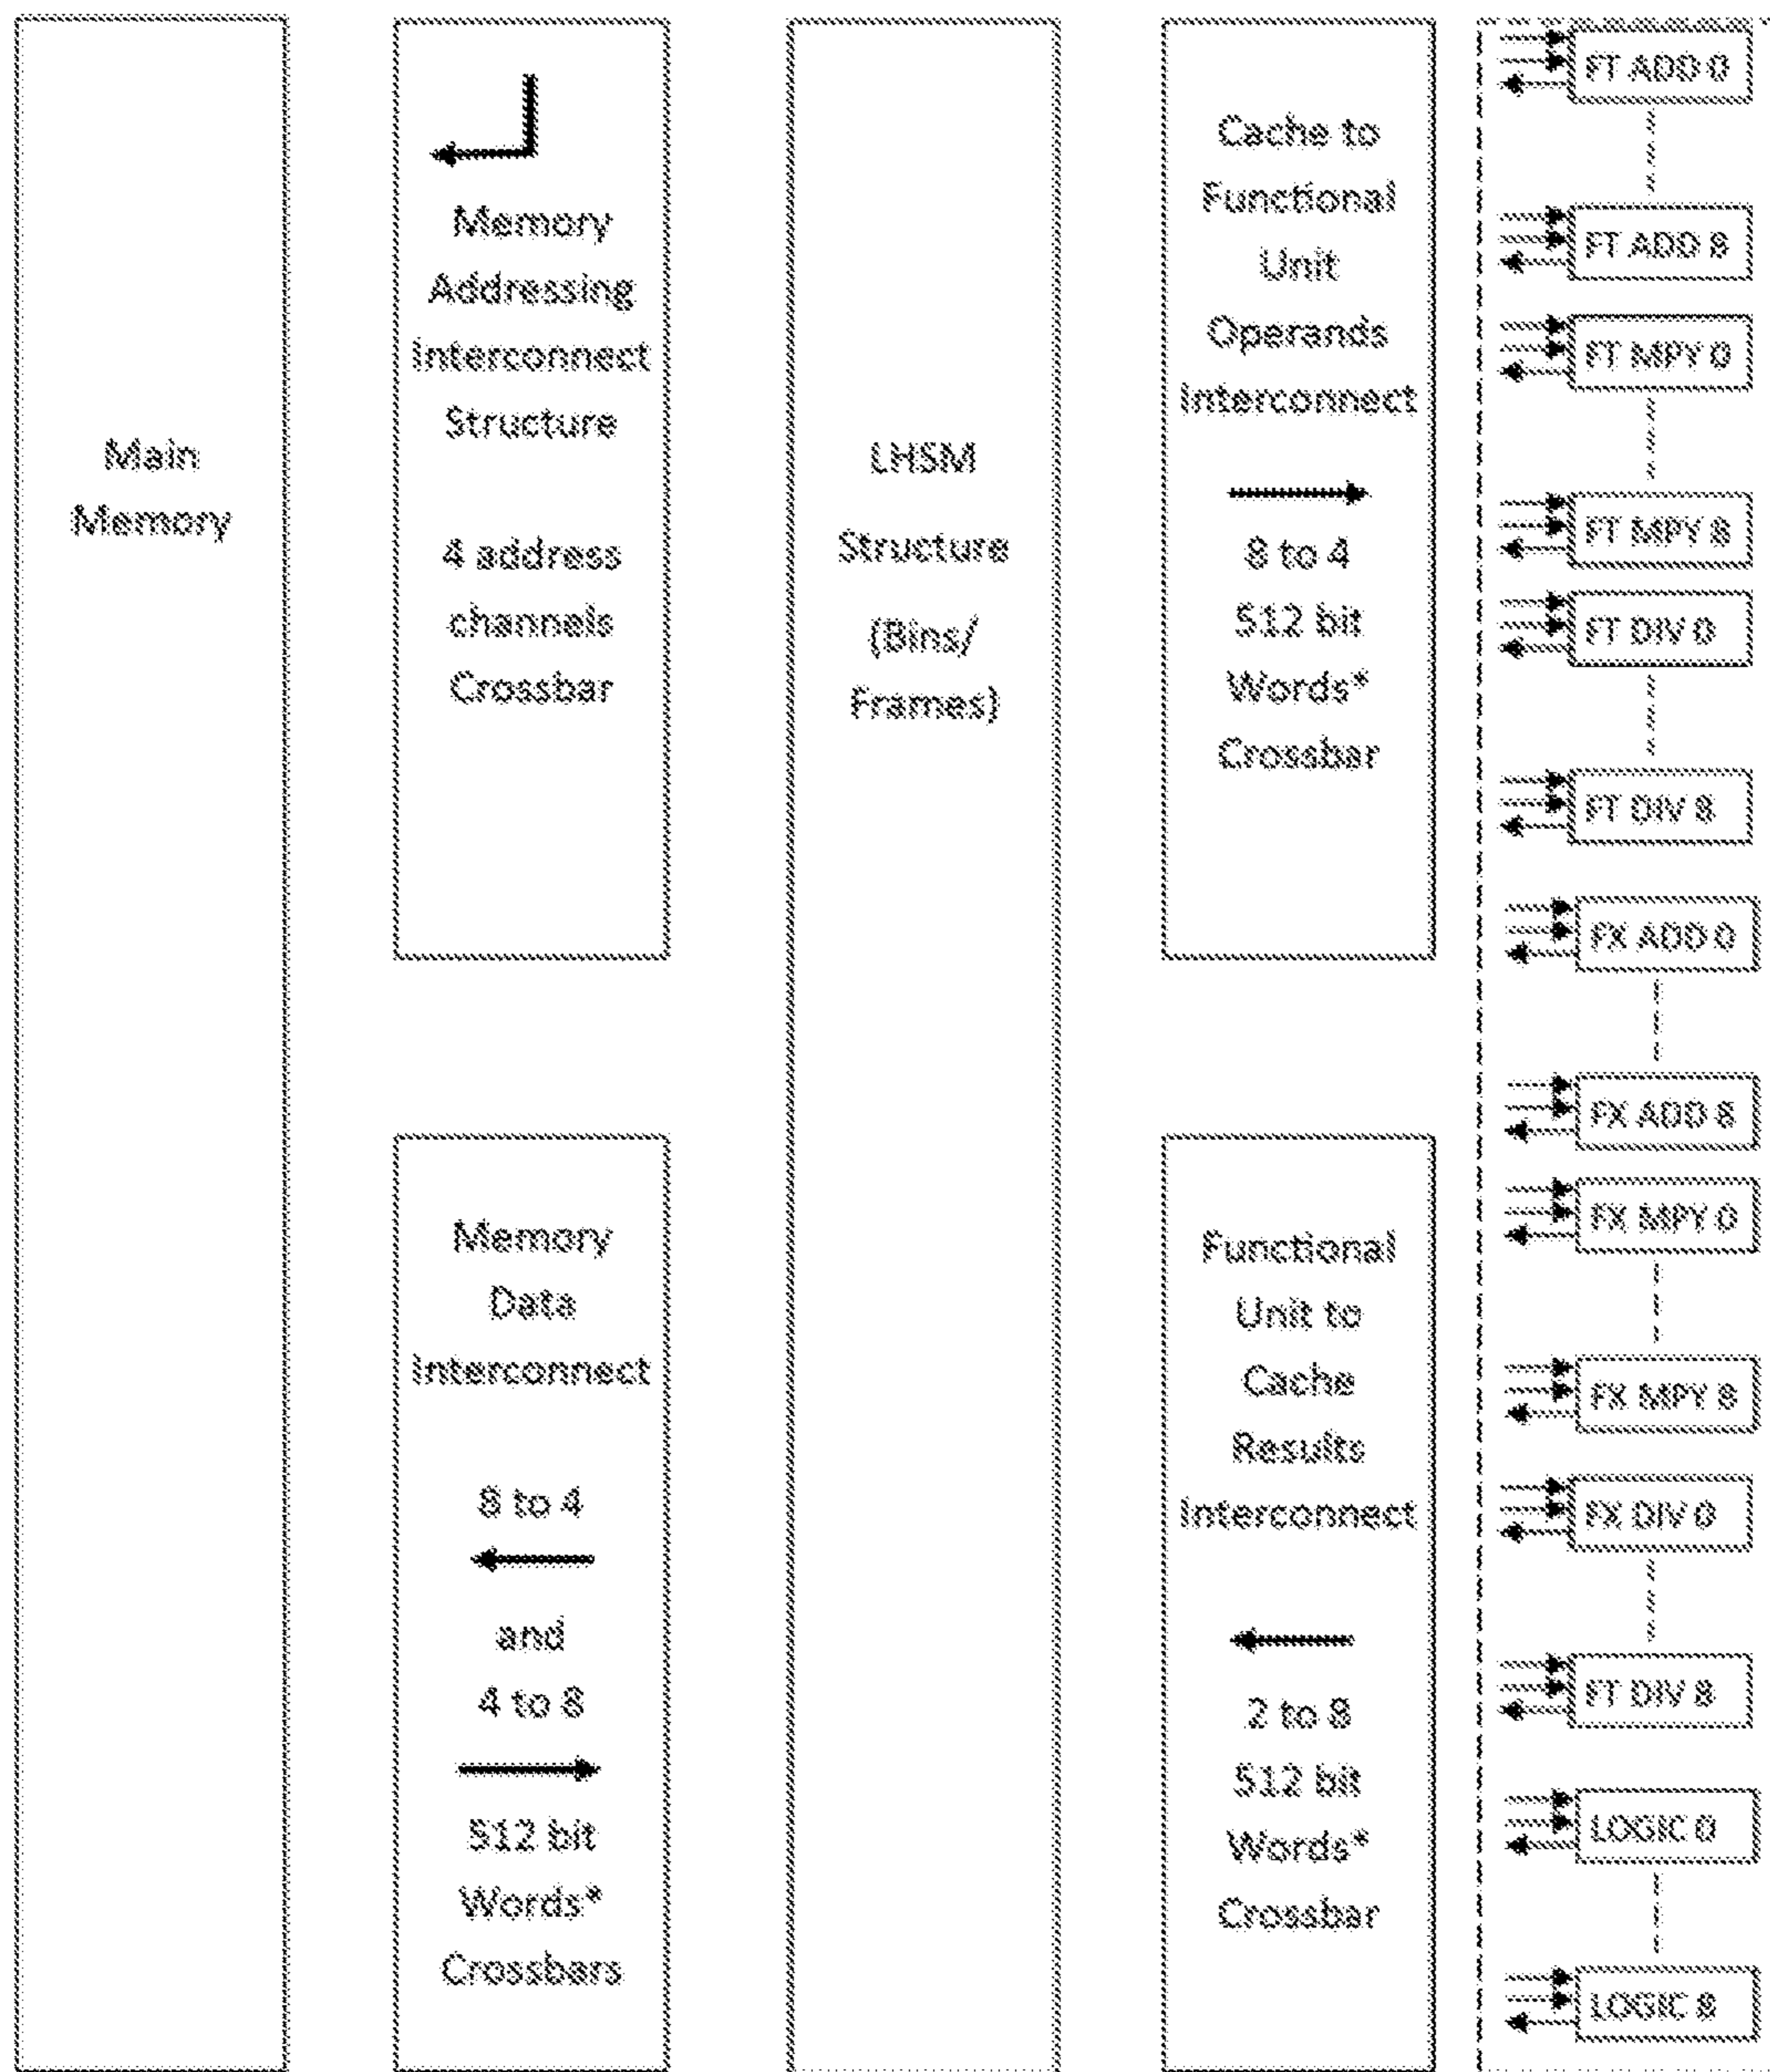 Main
Memory
Memory
Addressing
Interconnect
Structure
4 address
channels
Crossbar
Memory
Data
Interconnect
8 to 4
and
4 to 8
512 bit
Words*
Crossbars
LHSM
Structure
(Bins/
Frames)
Cache to
Functional
Unit
Operands
Interconnect
8 to 4
512 bit
Words*
Crossbar
Functional
Unit to
Cache
Results
Interconnect
2 to 8
512 bit
Words*
Crossbar
FT ADD 0
FT ADD 8
FT MPY 0
FT MPY 8
FT DIV 0
FT DIV 8
FX ADD 0
FX ADD 8
FX MPY 0
FX MPY 8
FX DIV 0
FT DIV 8
LOGIC 0
LOGIC 8